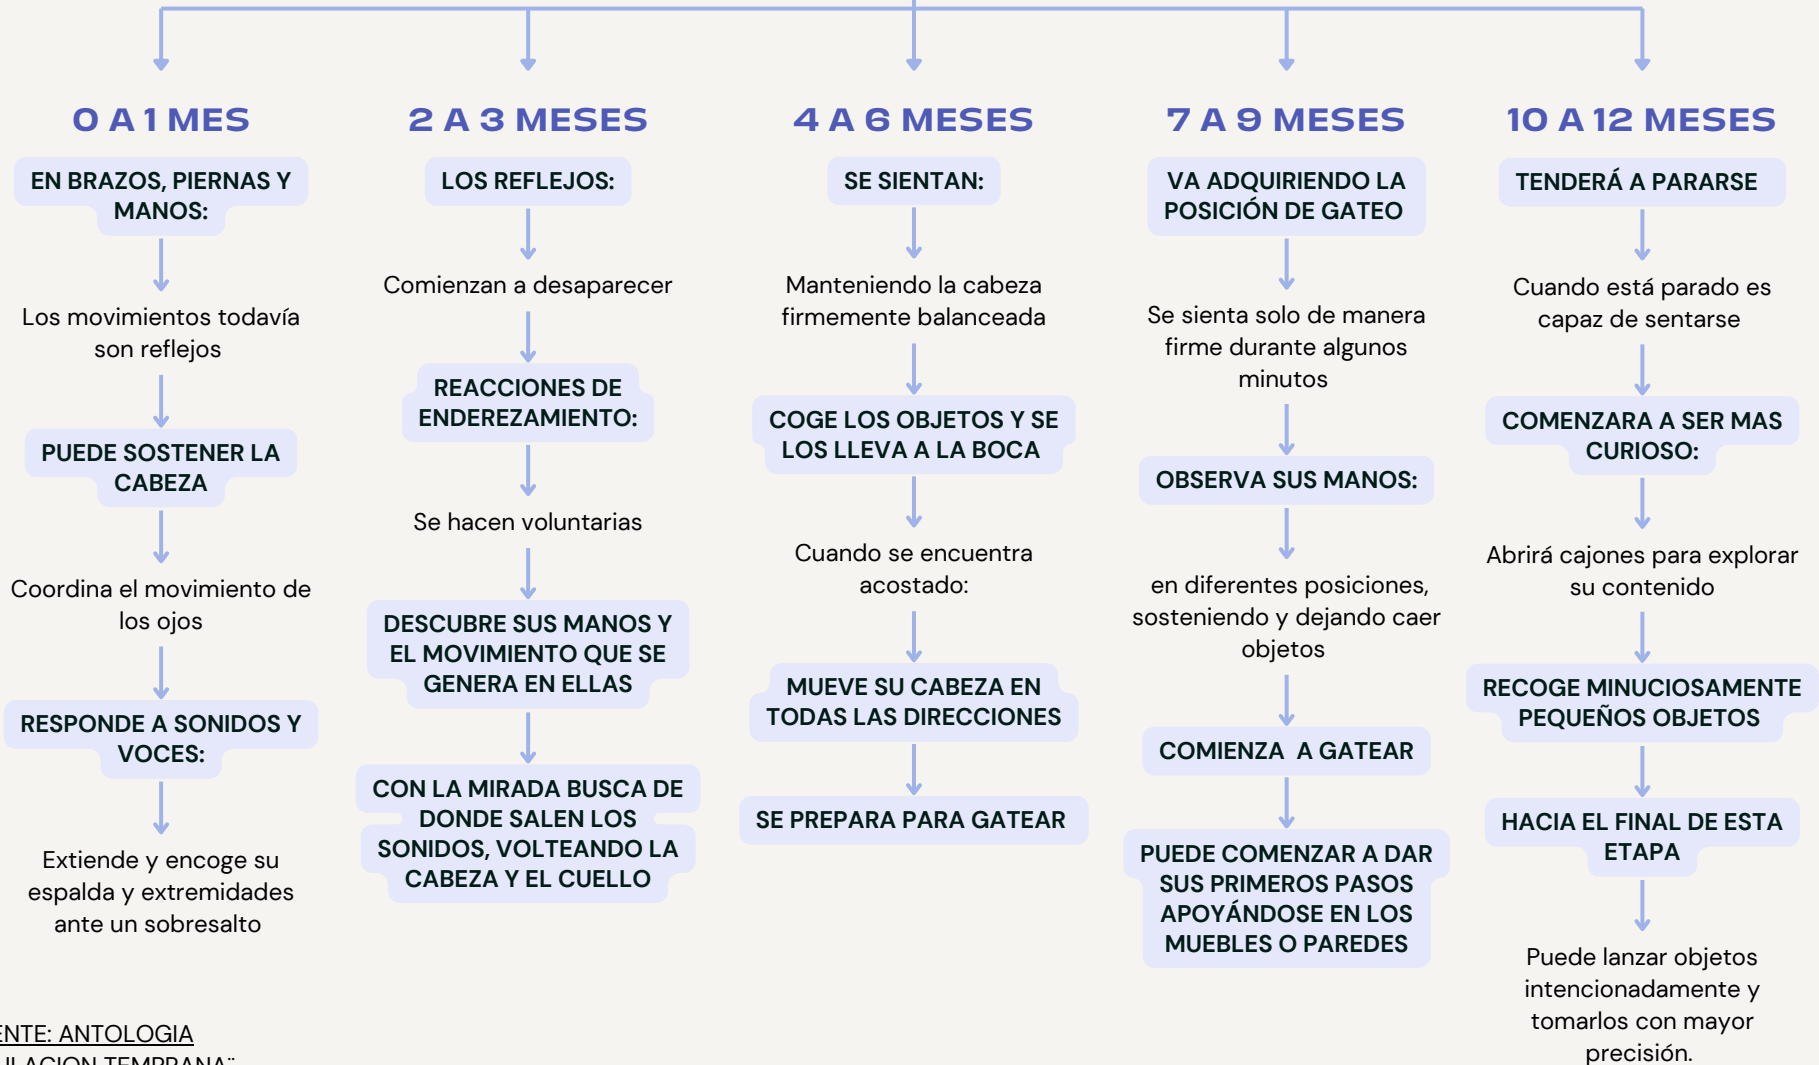 0 A 1 MES
EN BRAZOS, PIERNAS Y
MANOS:
Los movimientos todavía
son reflejos
PUEDE SOSTENER LA
CABEZA
Coordina el movimiento de
los ojos
RESPONDE A SONIDOS Y
VOCES:
Extiende y encoge su
espalda y extremidades
ante un sobresalto
2 A 3 MESES
LOS REFLEJOS:
Comienzan a desaparecer
REACCIONES DE
ENDEREZAMIENTO:
Se hacen voluntarias
DESCUBRE SUS MANOS Y
EL MOVIMIENTO QUE SE
GENERA EN ELLAS
CON LA MIRADA BUSCA DE
DONDE SALEN LOS
SONIDOS, VOLTEANDO LA
CABEZA Y EL CUELLO
4 A 6 MESES
SE SIENTAN:
Manteniendo la cabeza
firmemente balanceada
COGE LOS OBJETOS Y SE
LOS LLEVA A LA BOCA
Cuando se encuentra
acostado:
MUEVE SU CABEZA EN
TODAS LAS DIRECCIONES
SE PREPARA PARA GATEAR
7 A 9 MESES
VA ADQUIRIENDO LA
POSICIÓN DE GATEO
Se sienta solo de manera
firme durante algunos
minutos
OBSERVA SUS MANOS:
en diferentes posiciones,
sosteniendo y dejando caer
objetos
COMIENZA A GATEAR
PUEDE COMENZAR A DAR
SUS PRIMEROS PASOS
APOYÁNDOSE EN LOS
MUEBLES O PAREDES
10 A 12 MESES
TENDERÁ A PARARSE
Cuando está parado es
capaz de sentarse
COMENZARA A SER MAS
CURIOSO:
Abrirá cajones para explorar
su contenido
RECOGE MINUCIOSAMENTE
PEQUEÑOS OBJETOS
HACIA EL FINAL DE ESTA
ETAPA
Puede lanzar objetos
intencionadamente y
tomarlos con mayor
precisión.
ENTE: ANTOLOGIA